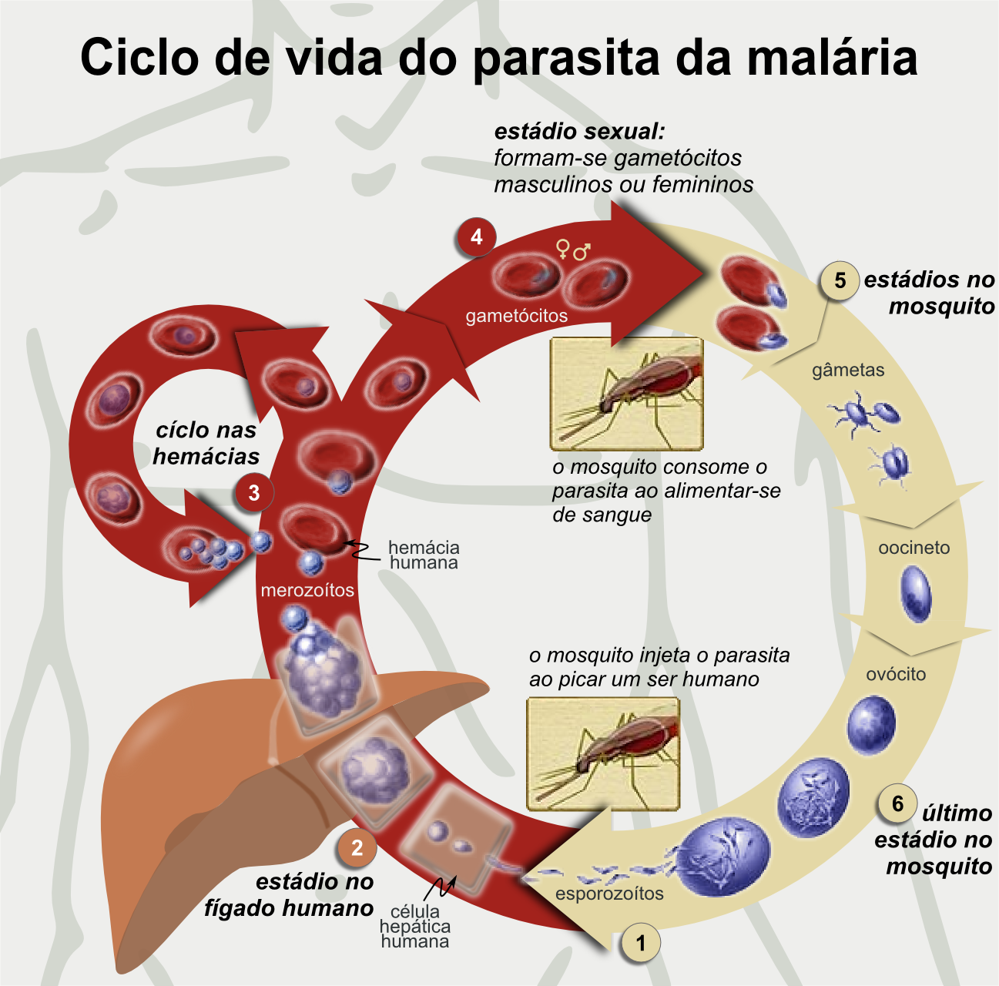 Ciclo de vida do parasita da malária
estádio sexual:
formam-se gametócitos
masculinos ou femininos
4
♀♂
gametócitos
5
estádios no
mosquito
gâmetas
cíclo nas
hemácias
3
o mosquito consome o
parasita ao alimentar-se
de sangue
hemácia
humana
merozoítos
oocineto
ovócito
o mosquito injeta o parasita
ao picar um ser humano
6
último
estádio no
mosquito
2
estádio no
fígado humano
célula
hepática
humana
esporozoítos
1